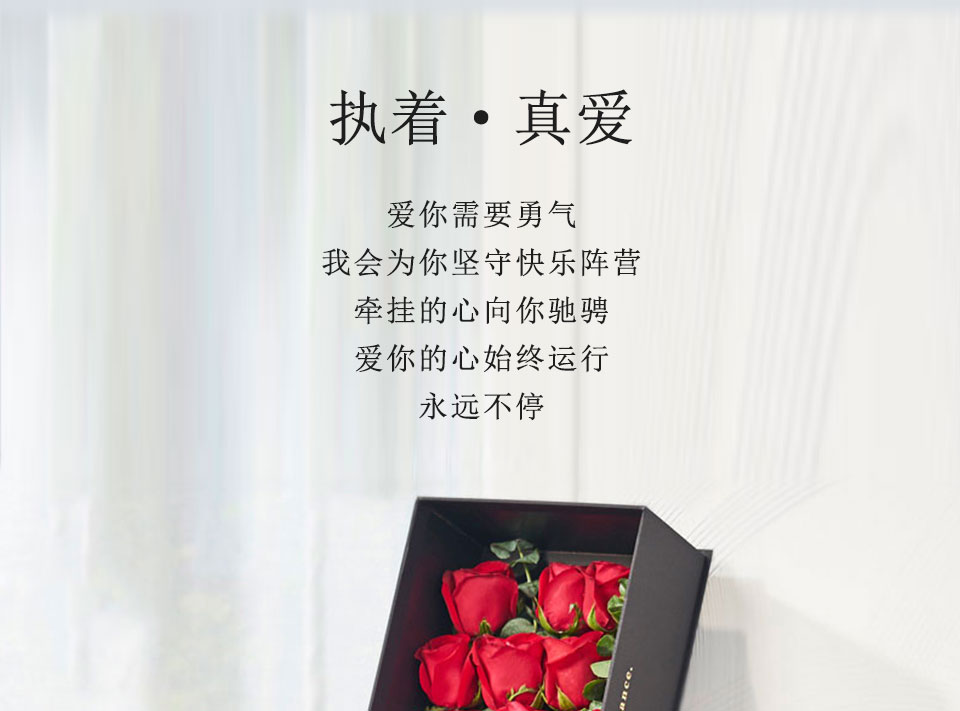 执着·真爱
爱你需要勇气
我会为你坚守快乐阵营
牵挂的心向你驰骋
爱你的心始终运行
永远不停